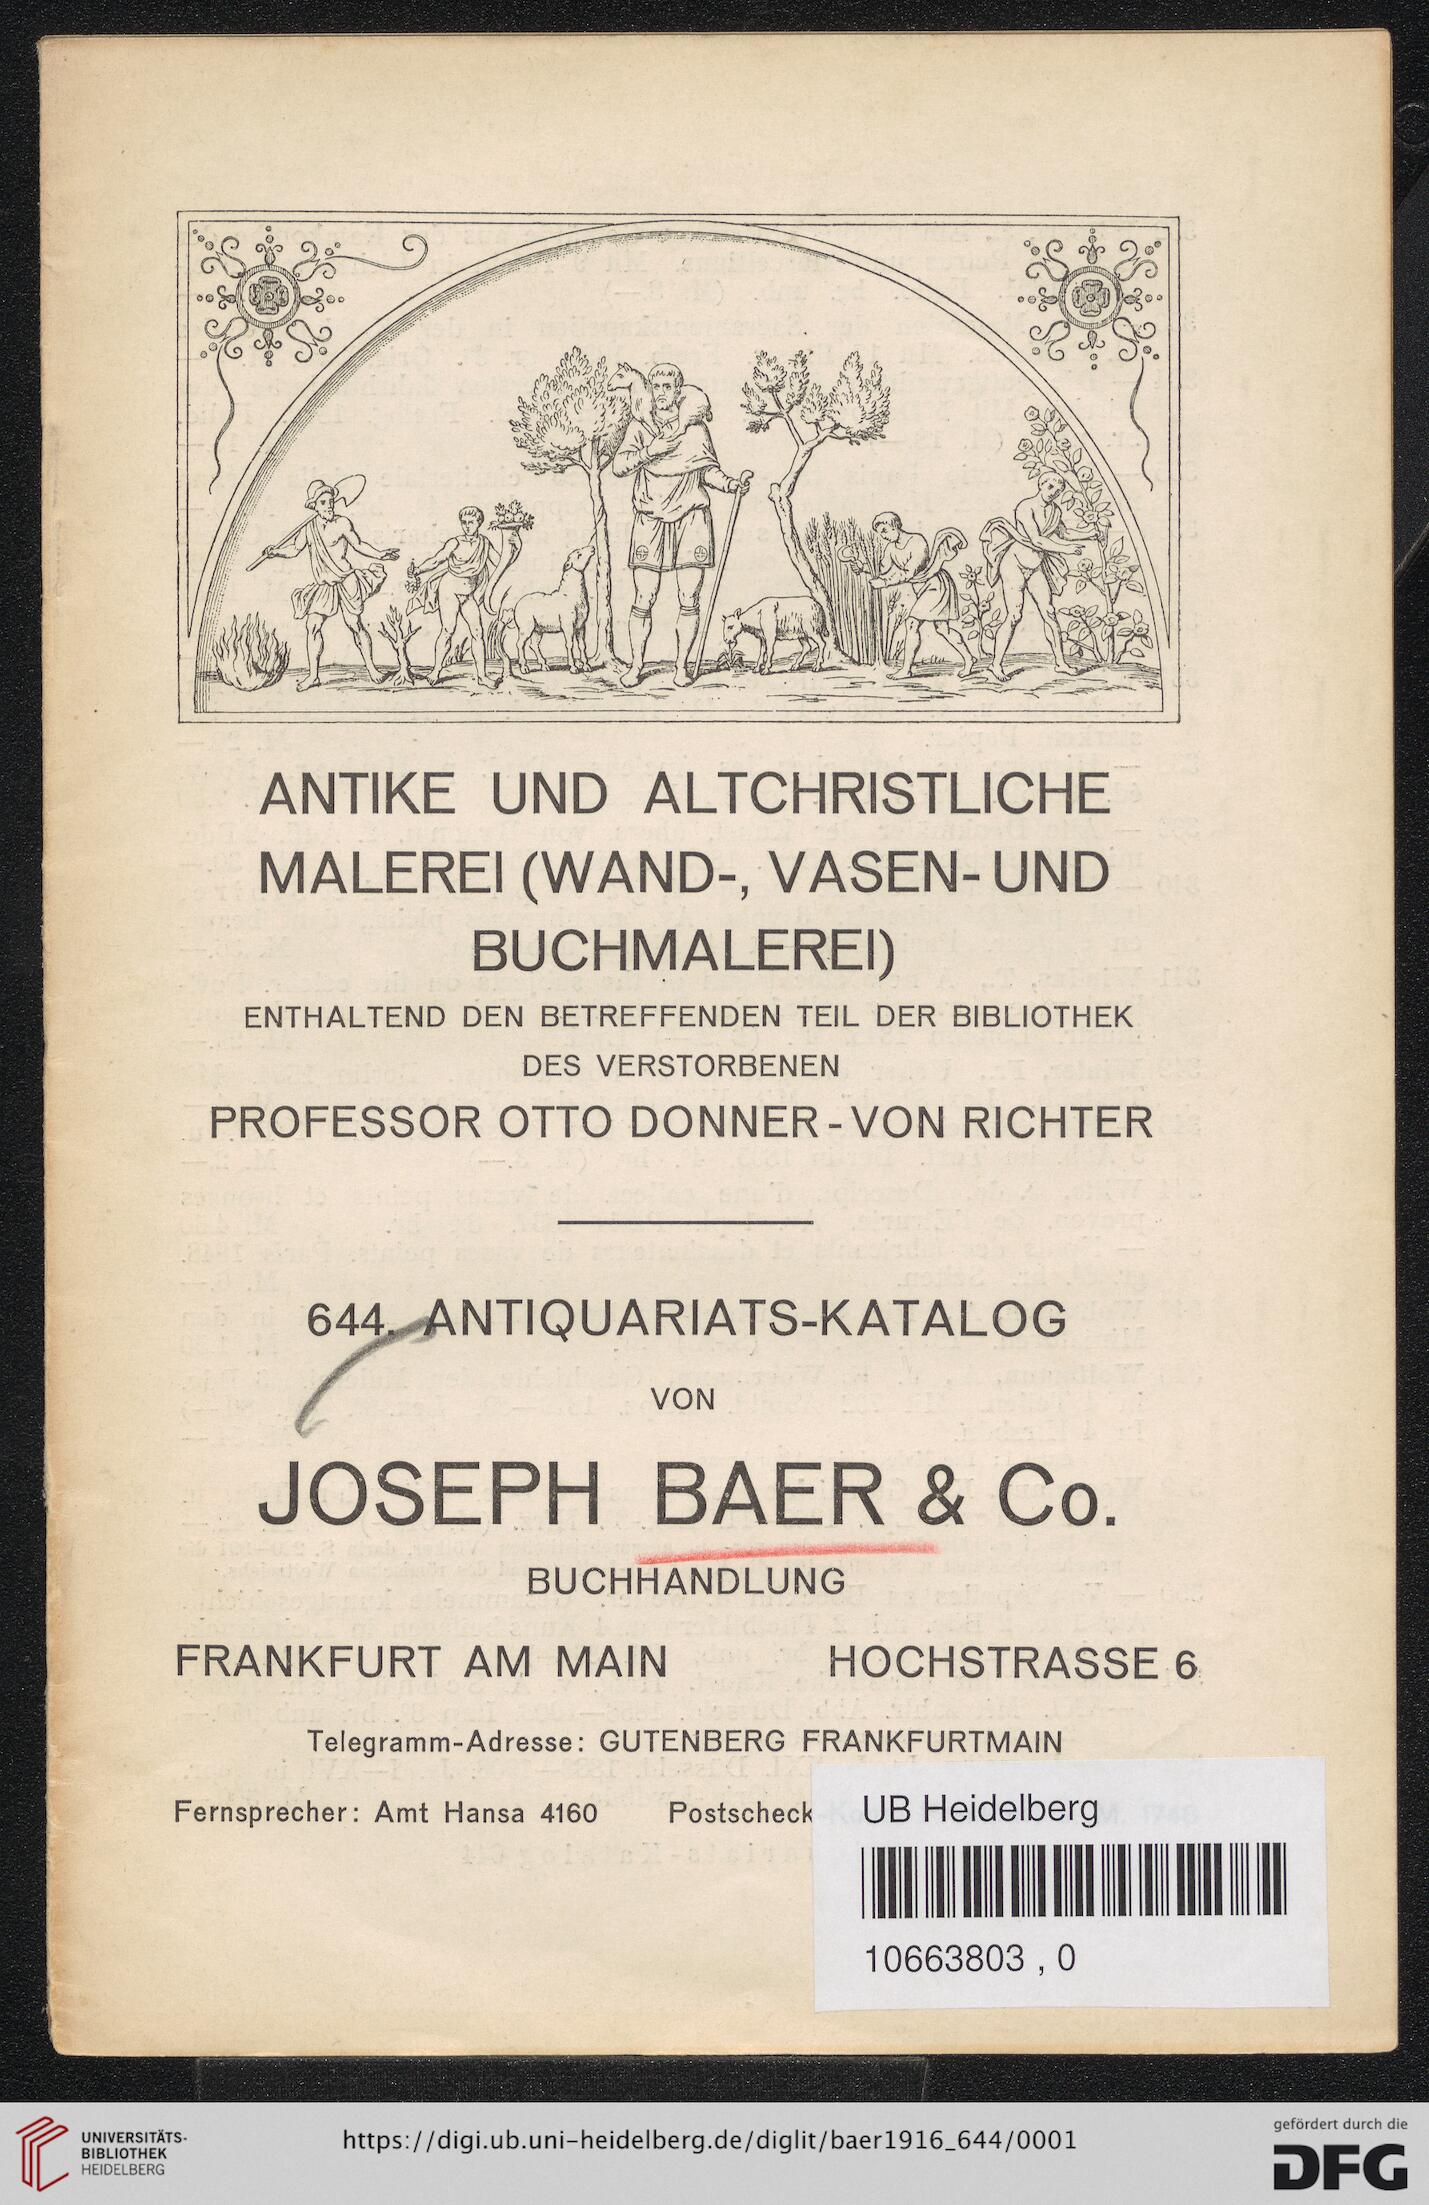 ANTIKE UND ALTCHRISTLICHE
MALEREI (WAND-, VASEN- UND
BUCHMALEREI)
ENTHALTEND DEN BETREFFENDEN TEIL DER BIBLIOTHEK
DES VERSTORBENEN
PROFESSOR OTTO DONNER-VON RICHTER
644. ANTIQUARIATS-KATALOG
VON
JOSEPH BAER & Co.
BUCHHANDLUNG
FRANKFURT AM MAIN HOCHSTRASSE 6
Telegramm-Adresse: GUTENBERG FRANKFURTMAIN
Fernsprecher: Amt Hansa 4160 Postscheck
UB Heidelberg
10663803 , 0
UNIVERSITÄTS-
BIBLIOTHEK
HEIDELBERG
https://digi.ub.uni-heidelberg.de/diglit/baer1916_644/0001
gefördert durch die
DFG